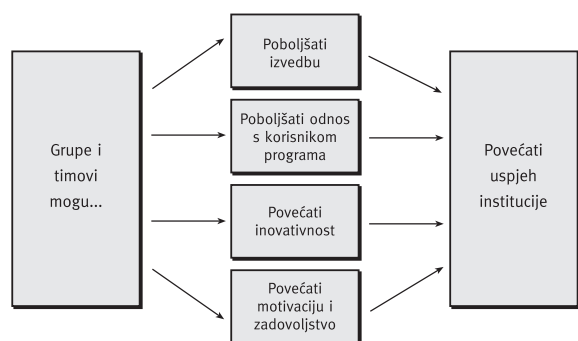 Grupe i
timovi
mogu...
Poboljšati
izvedbu
Poboljšati odnos
s korisnikom
programa
Povećati
inovativnost
Povećati
motivaciju i
zadovoljstvo
Povećati
uspjeh
institucije